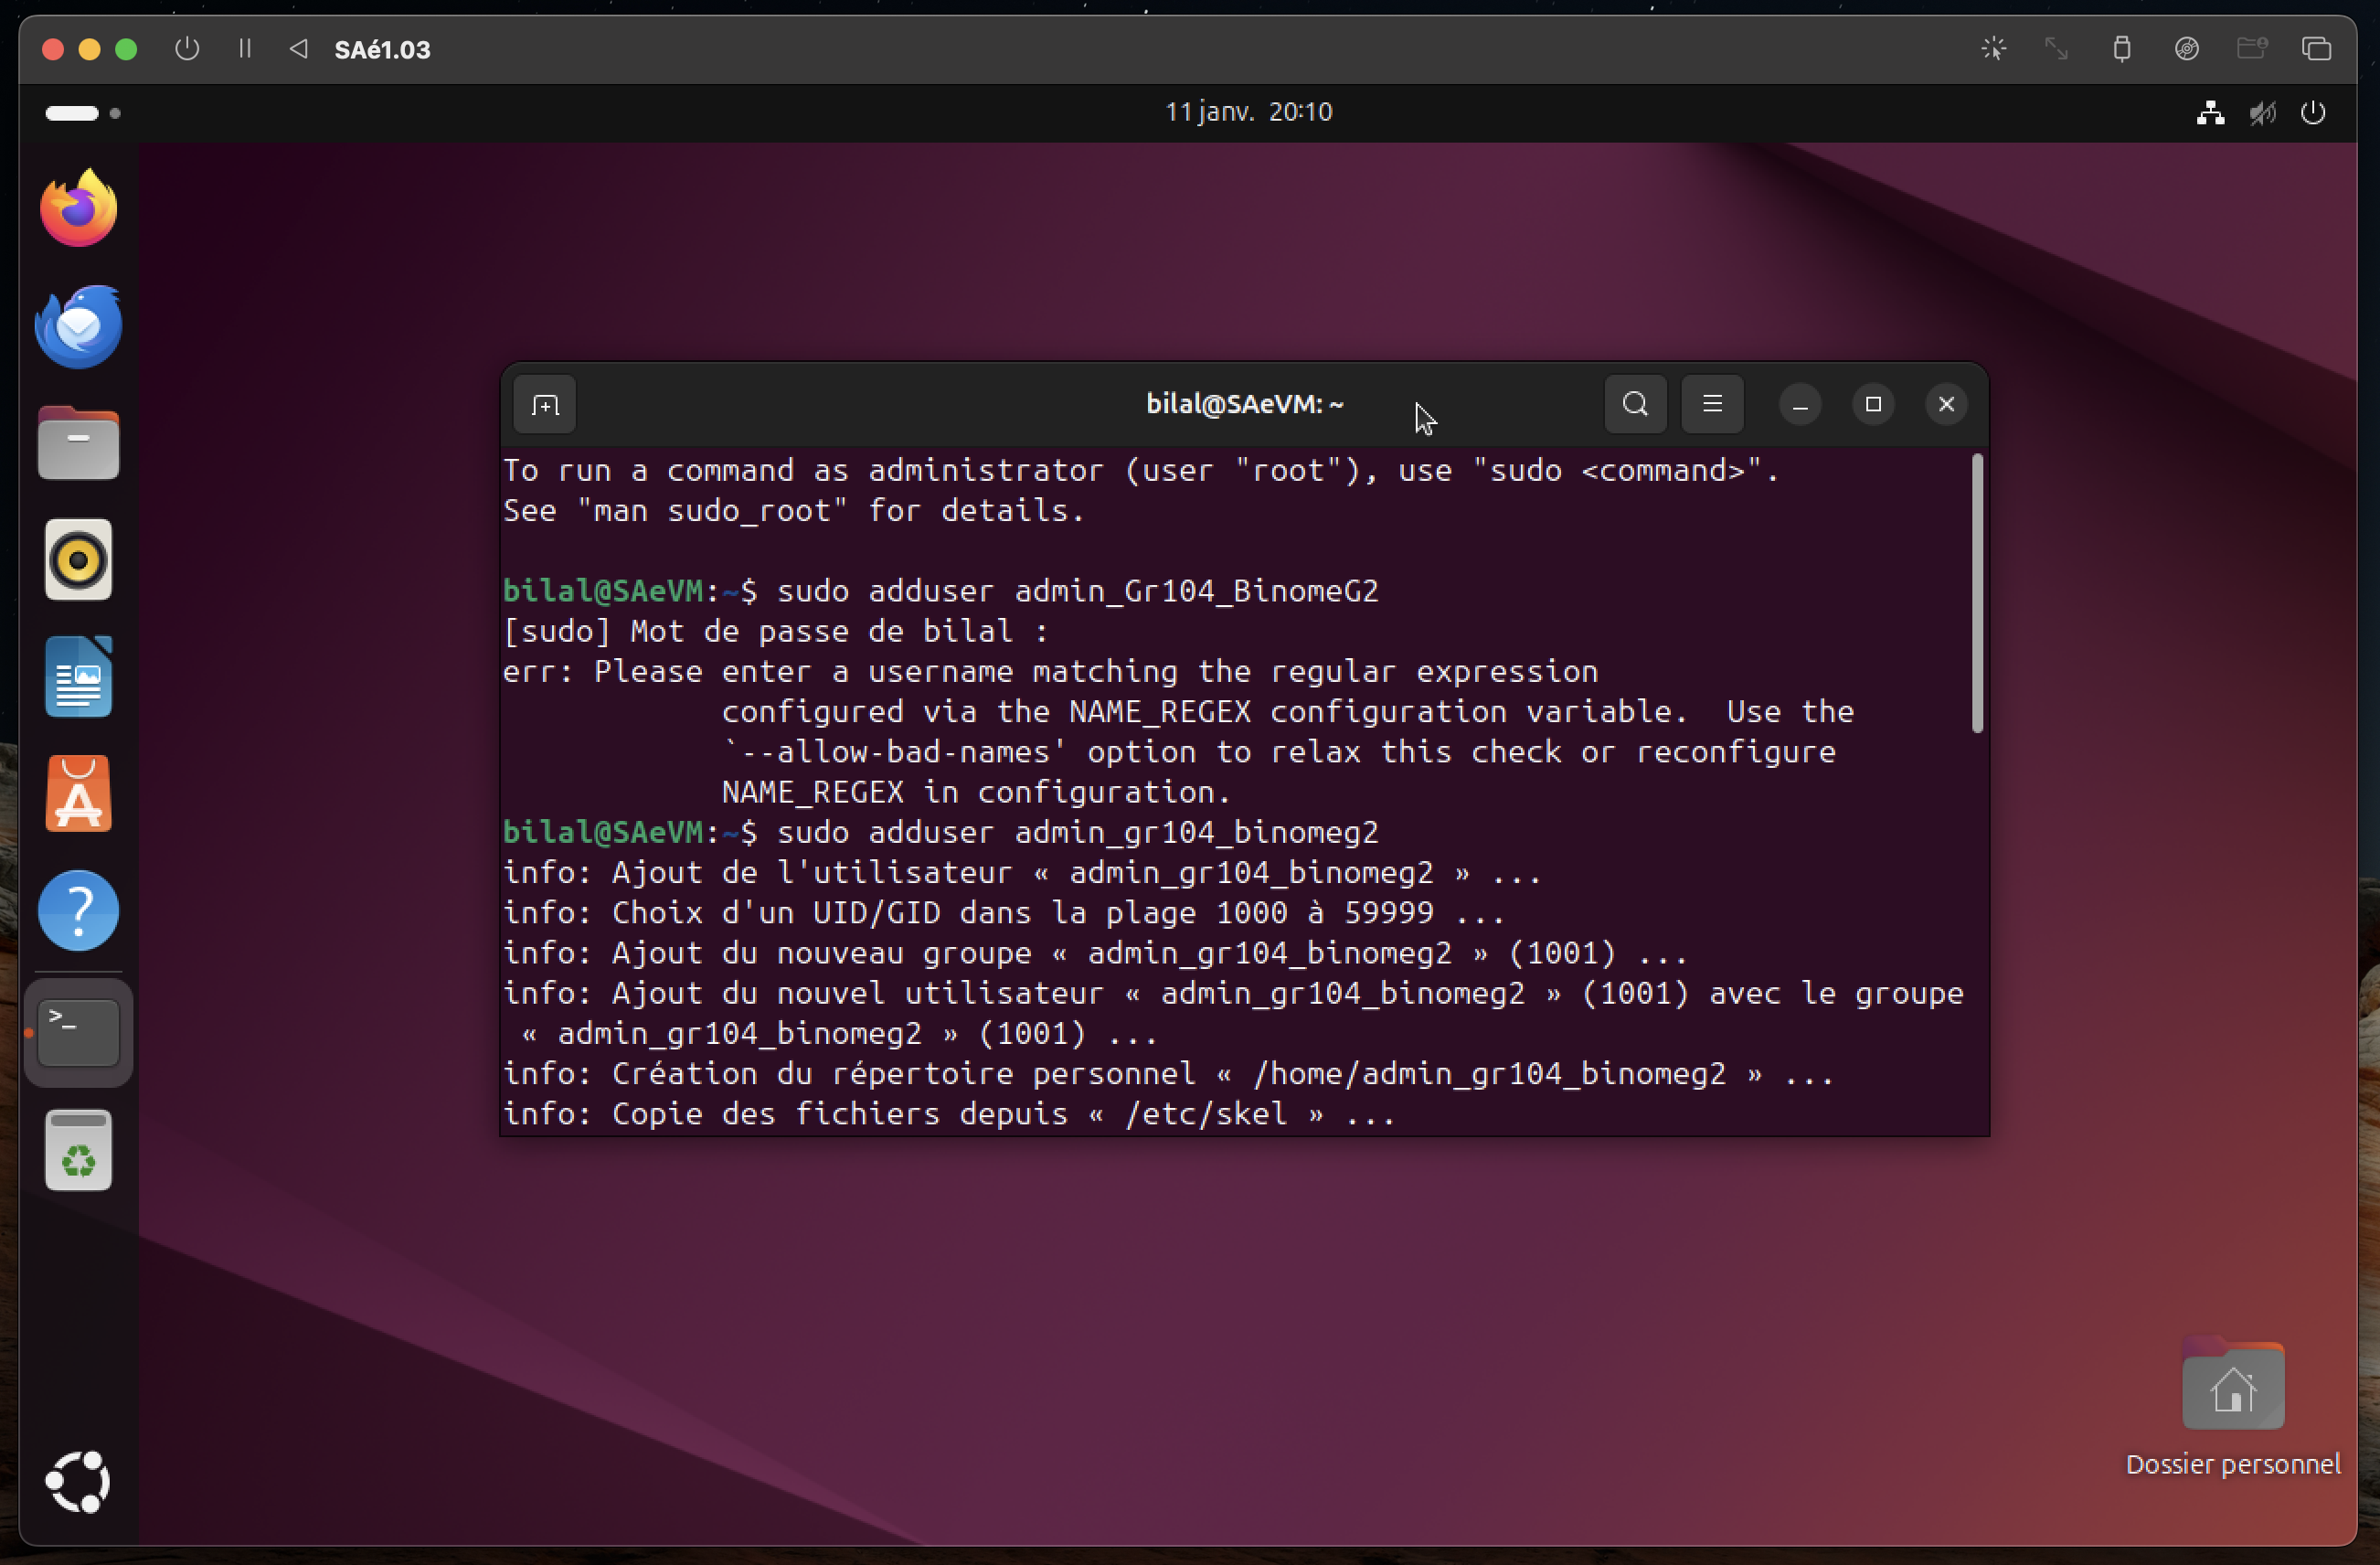 SAé1.03
11 janv. 20:10
bilal@SAeVM: ~
To run a command as administrator (user "root"), use "sudo <command>".
See "man sudo_root" for details.
bilal@SAeVM:~$ sudo adduser admin_Gr104_BinomeG2
[sudo] Mot de passe de bilal :
err: Please enter a username matching the regular expression
configured via the NAME_REGEX configuration variable.  Use the
`--allow-bad-names' option to relax this check or reconfigure
NAME_REGEX in configuration.
bilal@SAeVM:~$ sudo adduser admin_gr104_binomeg2
info: Ajout de l'utilisateur « admin_gr104_binomeg2 » ...
info: Choix d'un UID/GID dans la plage 1000 à 59999 ...
info: Ajout du nouveau groupe « admin_gr104_binomeg2 » (1001) ...
info: Ajout du nouvel utilisateur « admin_gr104_binomeg2 » (1001) avec le groupe
« admin_gr104_binomeg2 » (1001) ...
info: Création du répertoire personnel « /home/admin_gr104_binomeg2 » ...
info: Copie des fichiers depuis « /etc/skel » ...
Dossier personnel